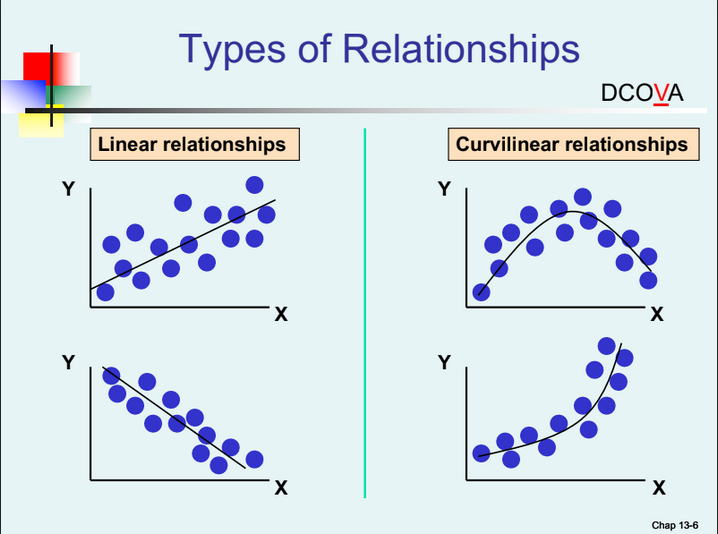 Types of Relationships
DCOVA
Linear relationships
Curvilinear relationships
Y
X
Y
X
Y
X
Y
X
Chap 13-6